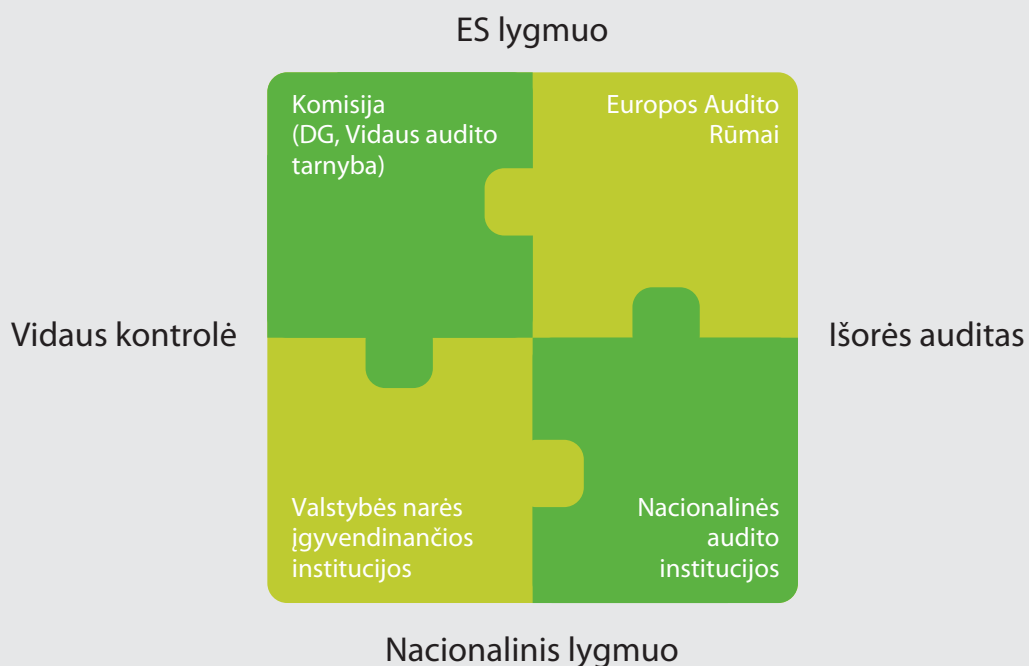 ES lygmuo
Komisija
(DG, Vidaus audito
tarnyba)
Europos Audito
Rūmai
Vidaus kontrolė
Išorės auditas
Valstybės narės
įgyvendinančios
institucijos
Nacionalinės
audito
institucijos
Nacionalinis lygmuo